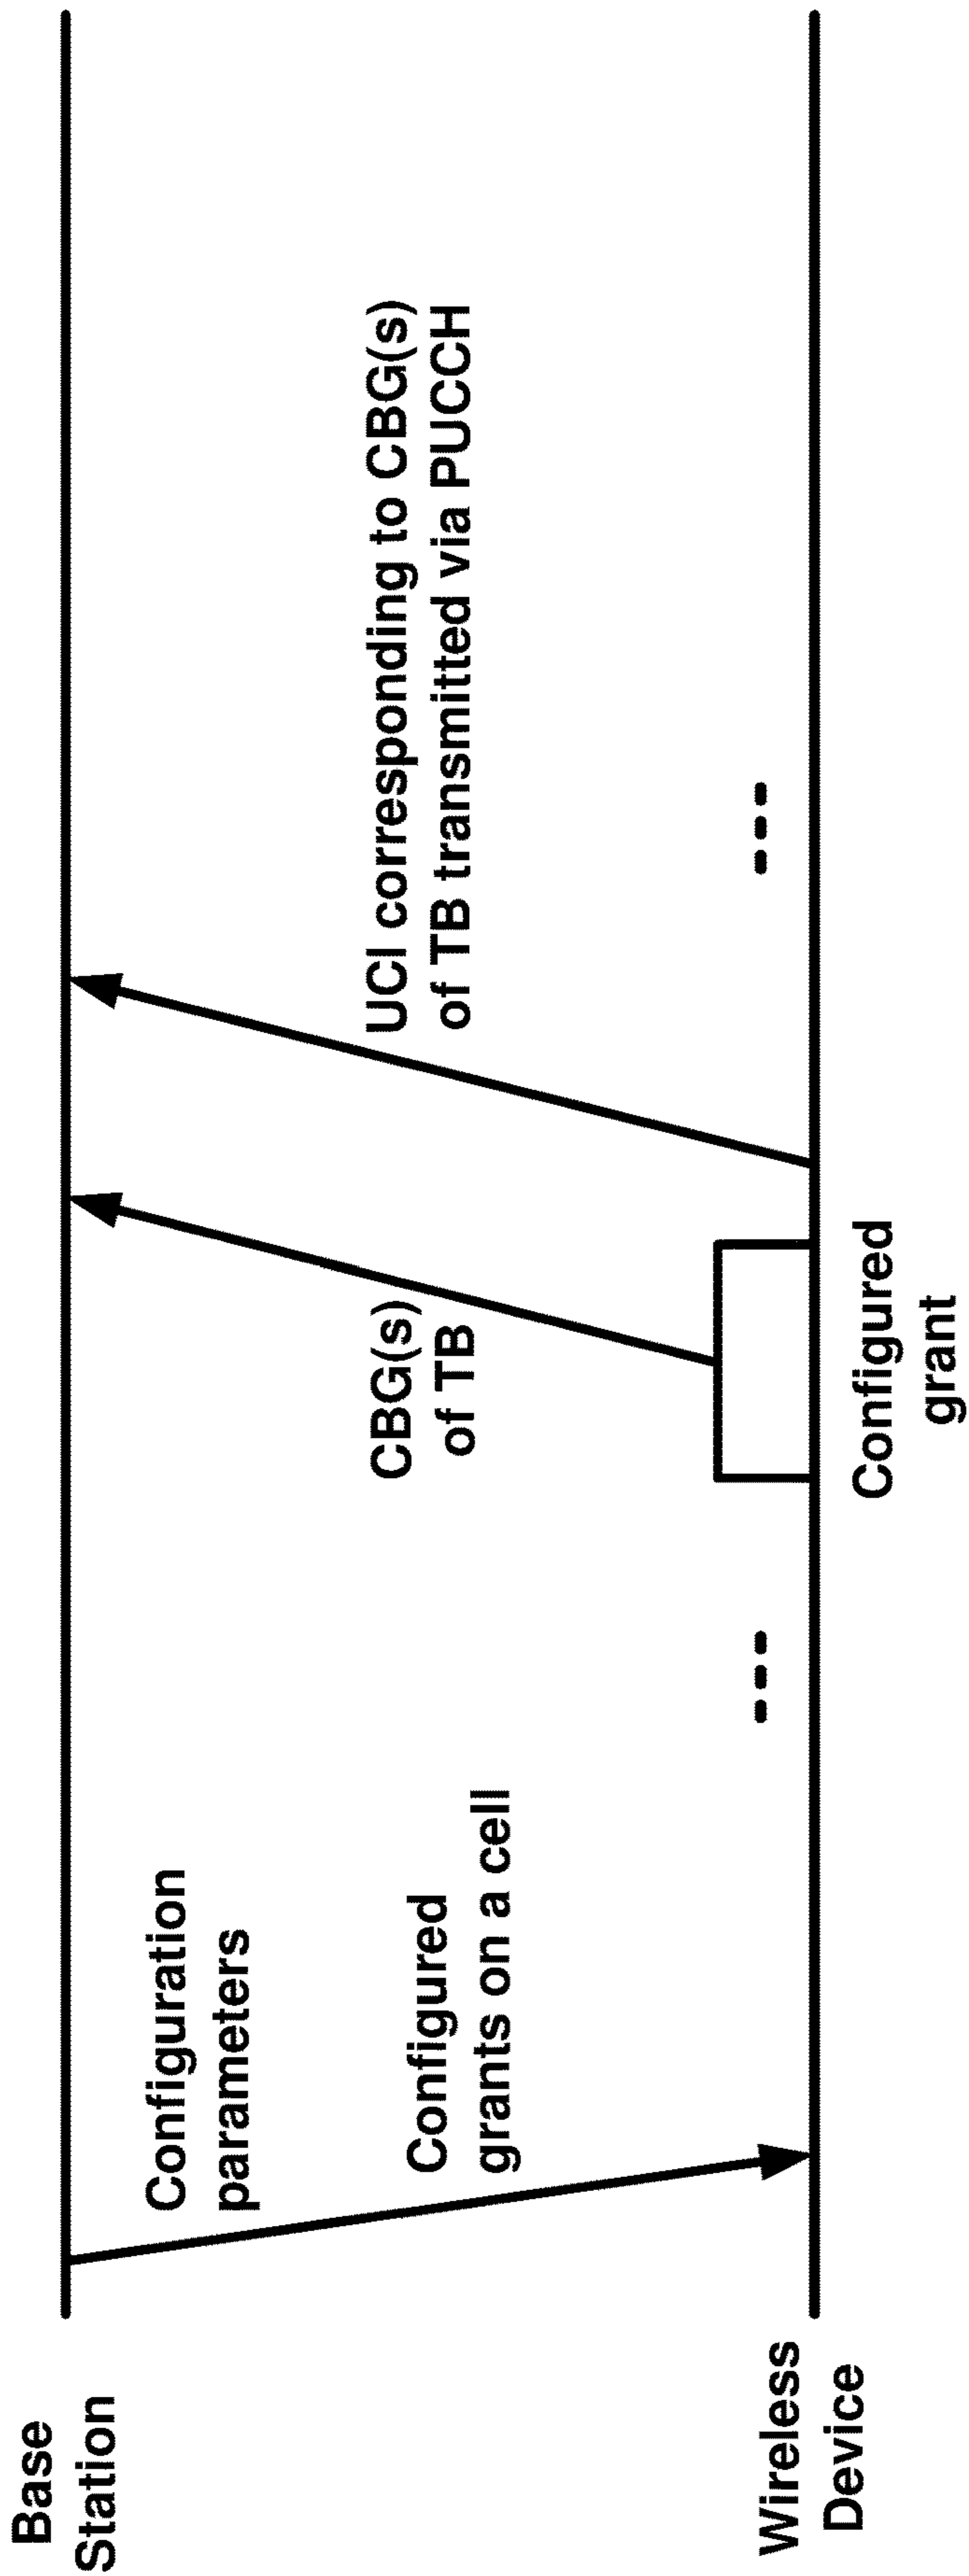 Base
Station
Configuration
parameters
Configured
grants on a cell
CBG(s)
of TB
UCI corresponding to CBG(s)
of TB transmitted via PUCCH
Wireless
Device
Configured
grant